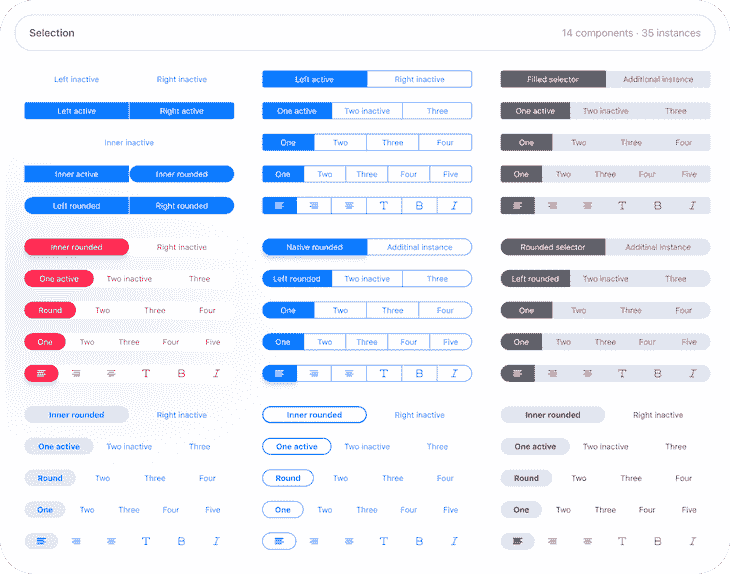 Selection 14 components · 35 instances
Left inactive Right inactive Left active Right inactive Filled selector Additional instance
Left active Right active One active Two inactive Three One active Two inactive Three
Inner inactive One Two Three Four One Two Three Four
Inner active Inner rounded One Two Three Four Five One Two Three Four Five
Left rounded Right rounded T B I T B I
Inner rounded Right inactive Native rounded Additinal instance Rounded selector Additional instance
One active Two inactive Three Left rounded Two inactive Three Left rounded Two inactive Three
Round Two Three Four One Two Three Four One Two Three Four
One Two Three Four Five One Two Three Four Five One Two Three Four Five
T B I T B I T B I
Inner rounded Right inactive Inner rounded Right inactive Inner rounded Right inactive
One active Two inactive Three One active Two inactive Three One active Two inactive Three
Round Two Three Four Round Two Three Four Round Two Three Four
One Two Three Four Five One Two Three Four Five One Two Three Four Five
T B I T B I T B I